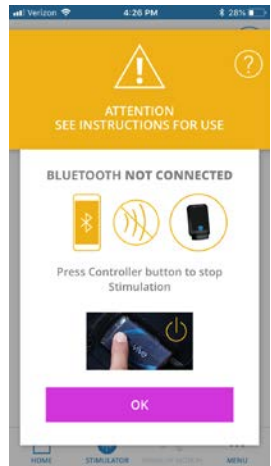 Verizon 4:26 PM 28%
?
ATTENTION
SEE INSTRUCTIONS FOR USE
BLUETOOTH NOT CONNECTED
Press Controller button to stop
Stimulation
vivo
OK
HOME STIMULATOR MENU